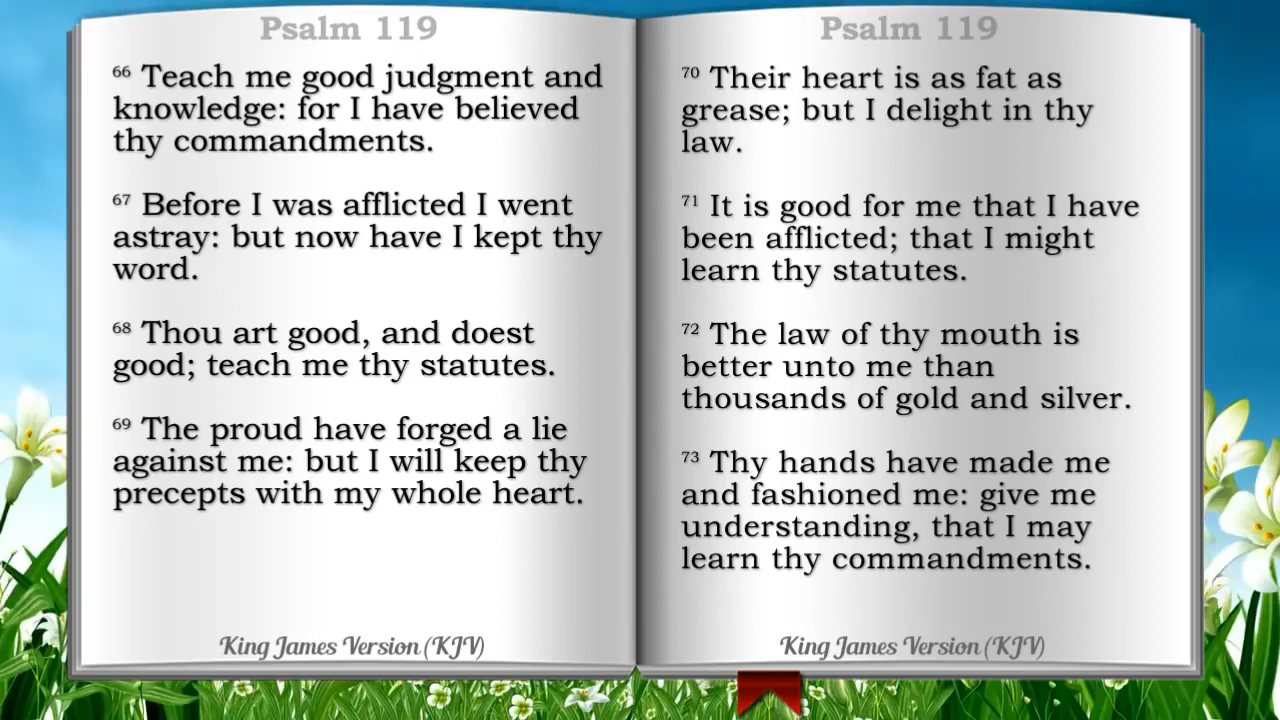 Psalm 119
66 Teach me good judgment and
knowledge: for I have believed
thy commandments.
67 Before I was afflicted I went
astray: but now have I kept thy
word.
68 Thou art good, and doest
good; teach me thy statutes.
69 The proud have forged a lie
against me: but I will keep thy
precepts with my whole heart.
King James Version (KJV)
Psalm 119
70 Their heart is as fat as
grease; but I delight in thy
law.
71 It is good for me that I have
been afflicted; that I might
learn thy statutes.
72 The law of thy mouth is
better unto me than
thousands of gold and silver.
73 Thy hands have made me
and fashioned me: give me
understanding, that I may
learn thy commandments.
King James Version (KJV)